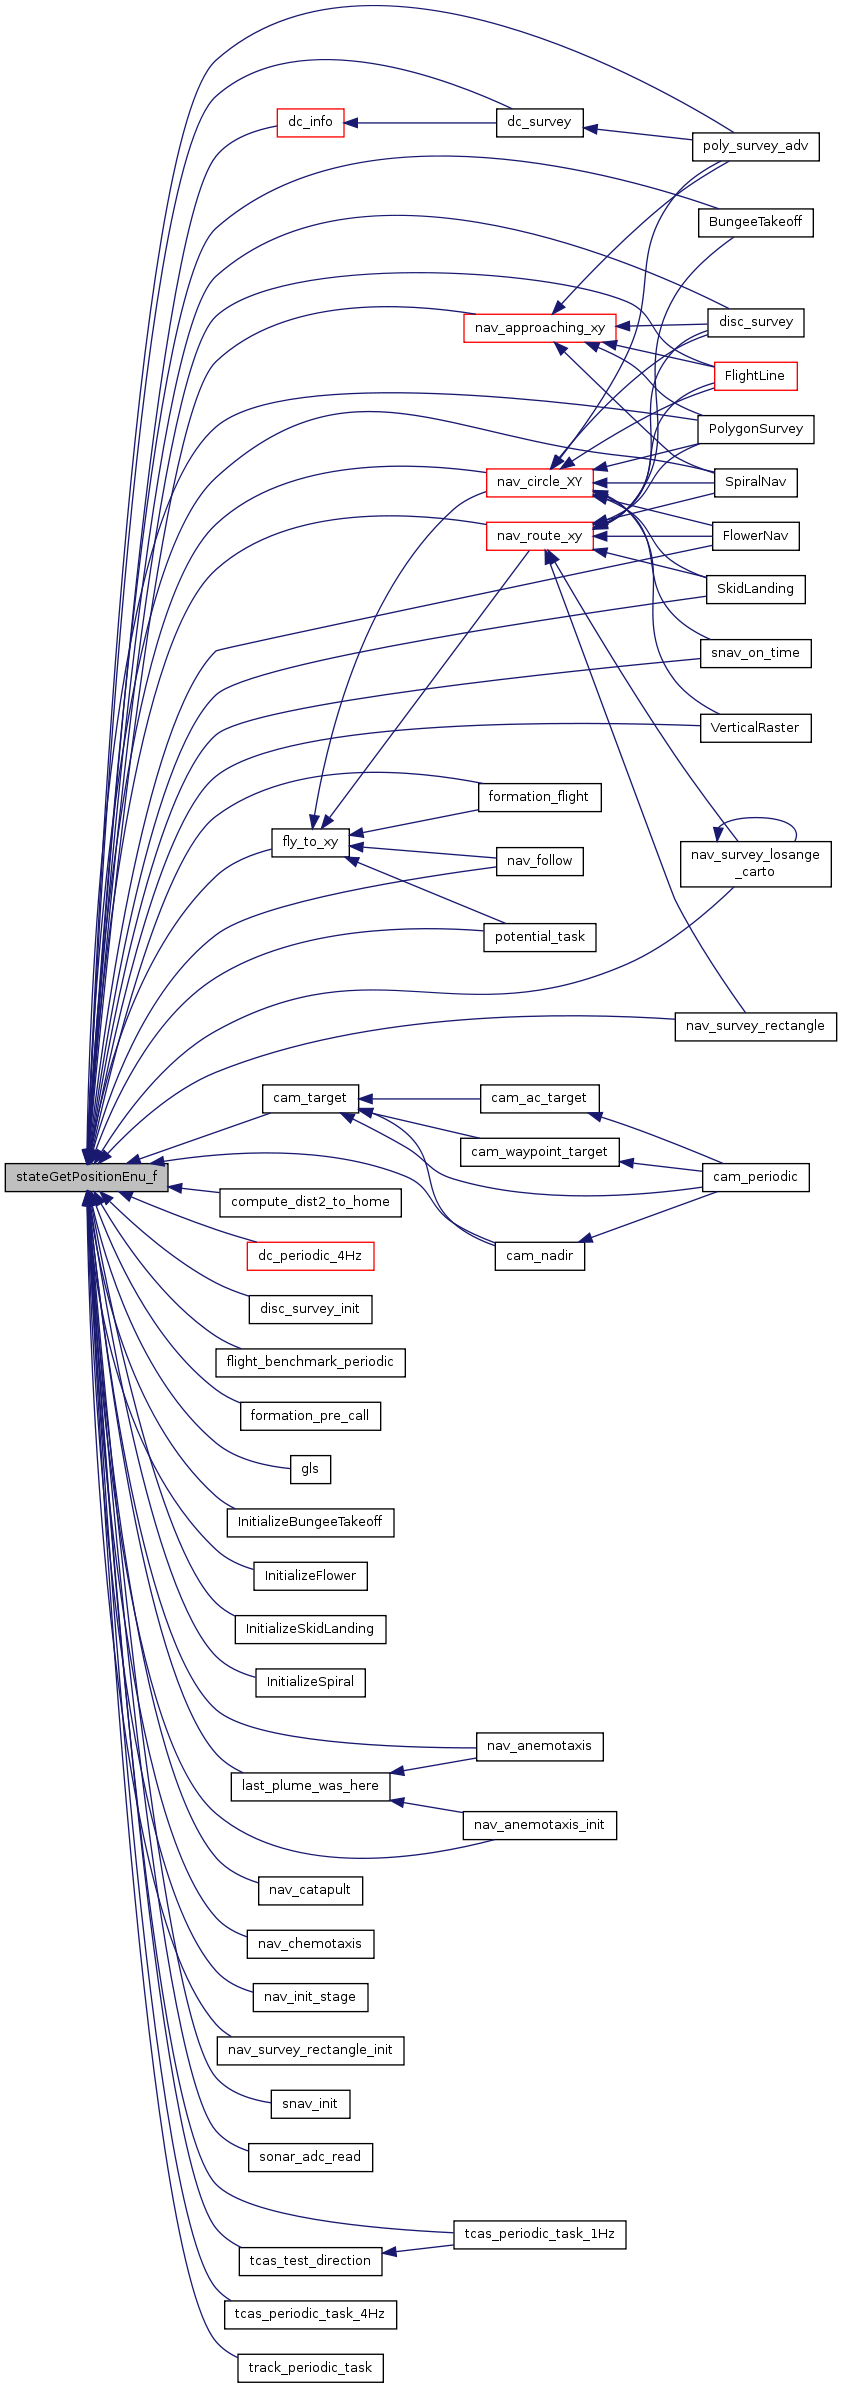 dc_info
dc_survey
poly_survey_adv
BungeeTakeoff
disc_survey
nav_approaching_xy
FlightLine
PolygonSurvey
nav_circle_XY
SpiralNav
nav_route_xy
FlowerNav
SkidLanding
snav_on_time
VerticalRaster
formation_flight
fly_to_xy
nav_survey_losange
_carto
nav_follow
potential_task
nav_survey_rectangle
cam_target
cam_ac_target
cam_waypoint_target
cam_periodic
stateGetPositionEnu_f
compute_dist2_to_home
cam_nadir
dc_periodic_4Hz
disc_survey_init
flight_benchmark_periodic
formation_pre_call
gls
InitializeBungeeTakeoff
InitializeFlower
InitializeSkidLanding
InitializeSpiral
nav_anemotaxis
last_plume_was_here
nav_anemotaxis_init
nav_catapult
nav_chemotaxis
nav_init_stage
nav_survey_rectangle_init
snav_init
sonar_adc_read
tcas_periodic_task_1Hz
tcas_test_direction
tcas_periodic_task_4Hz
track_periodic_task